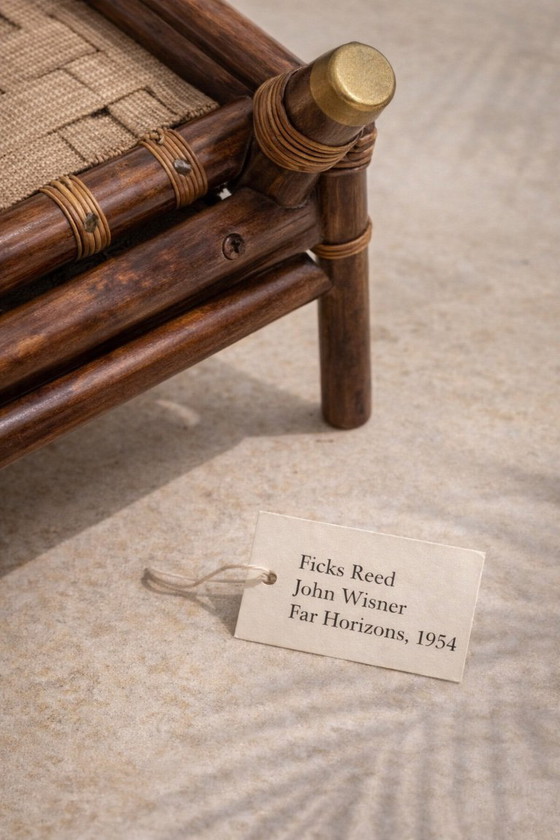 Ficks Reed
John Wisner
Far Horizons, 1954